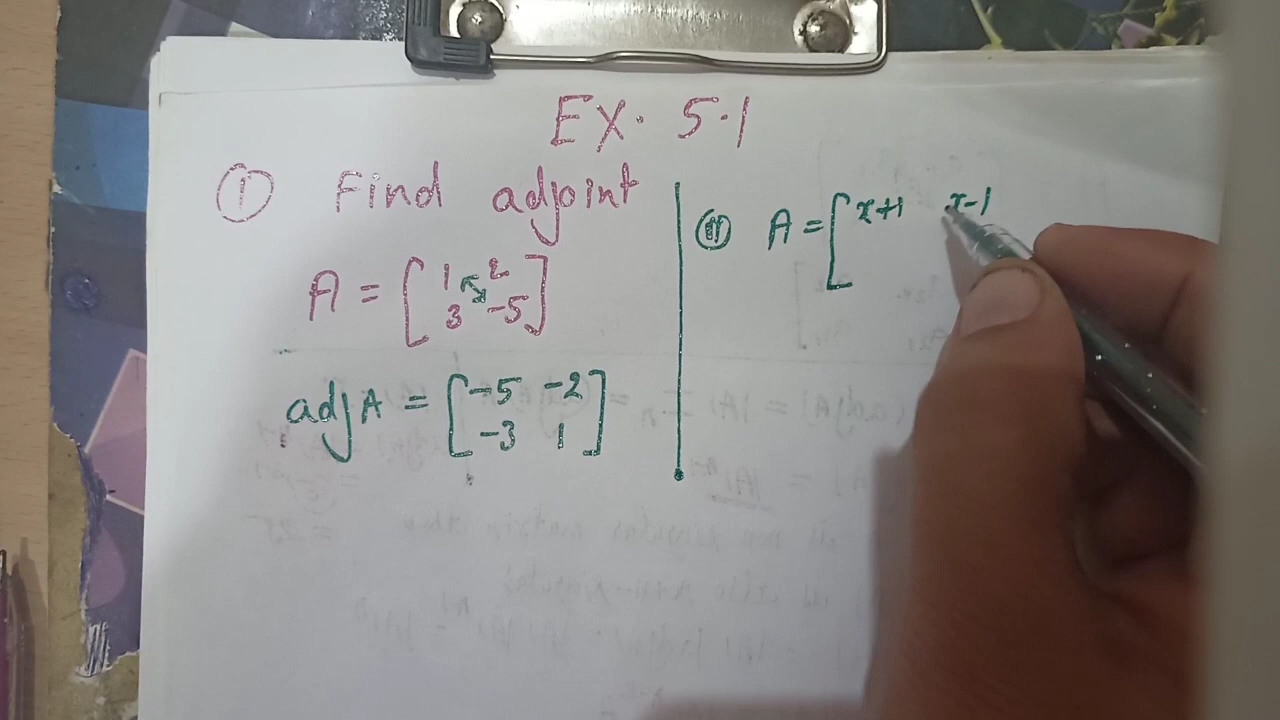 EX. 5.1
① Find adjoint
A = [1 2
3 -5]
adjA = [-5 -2
-3 1]
ⓘⓘ A = [x+1 x-1